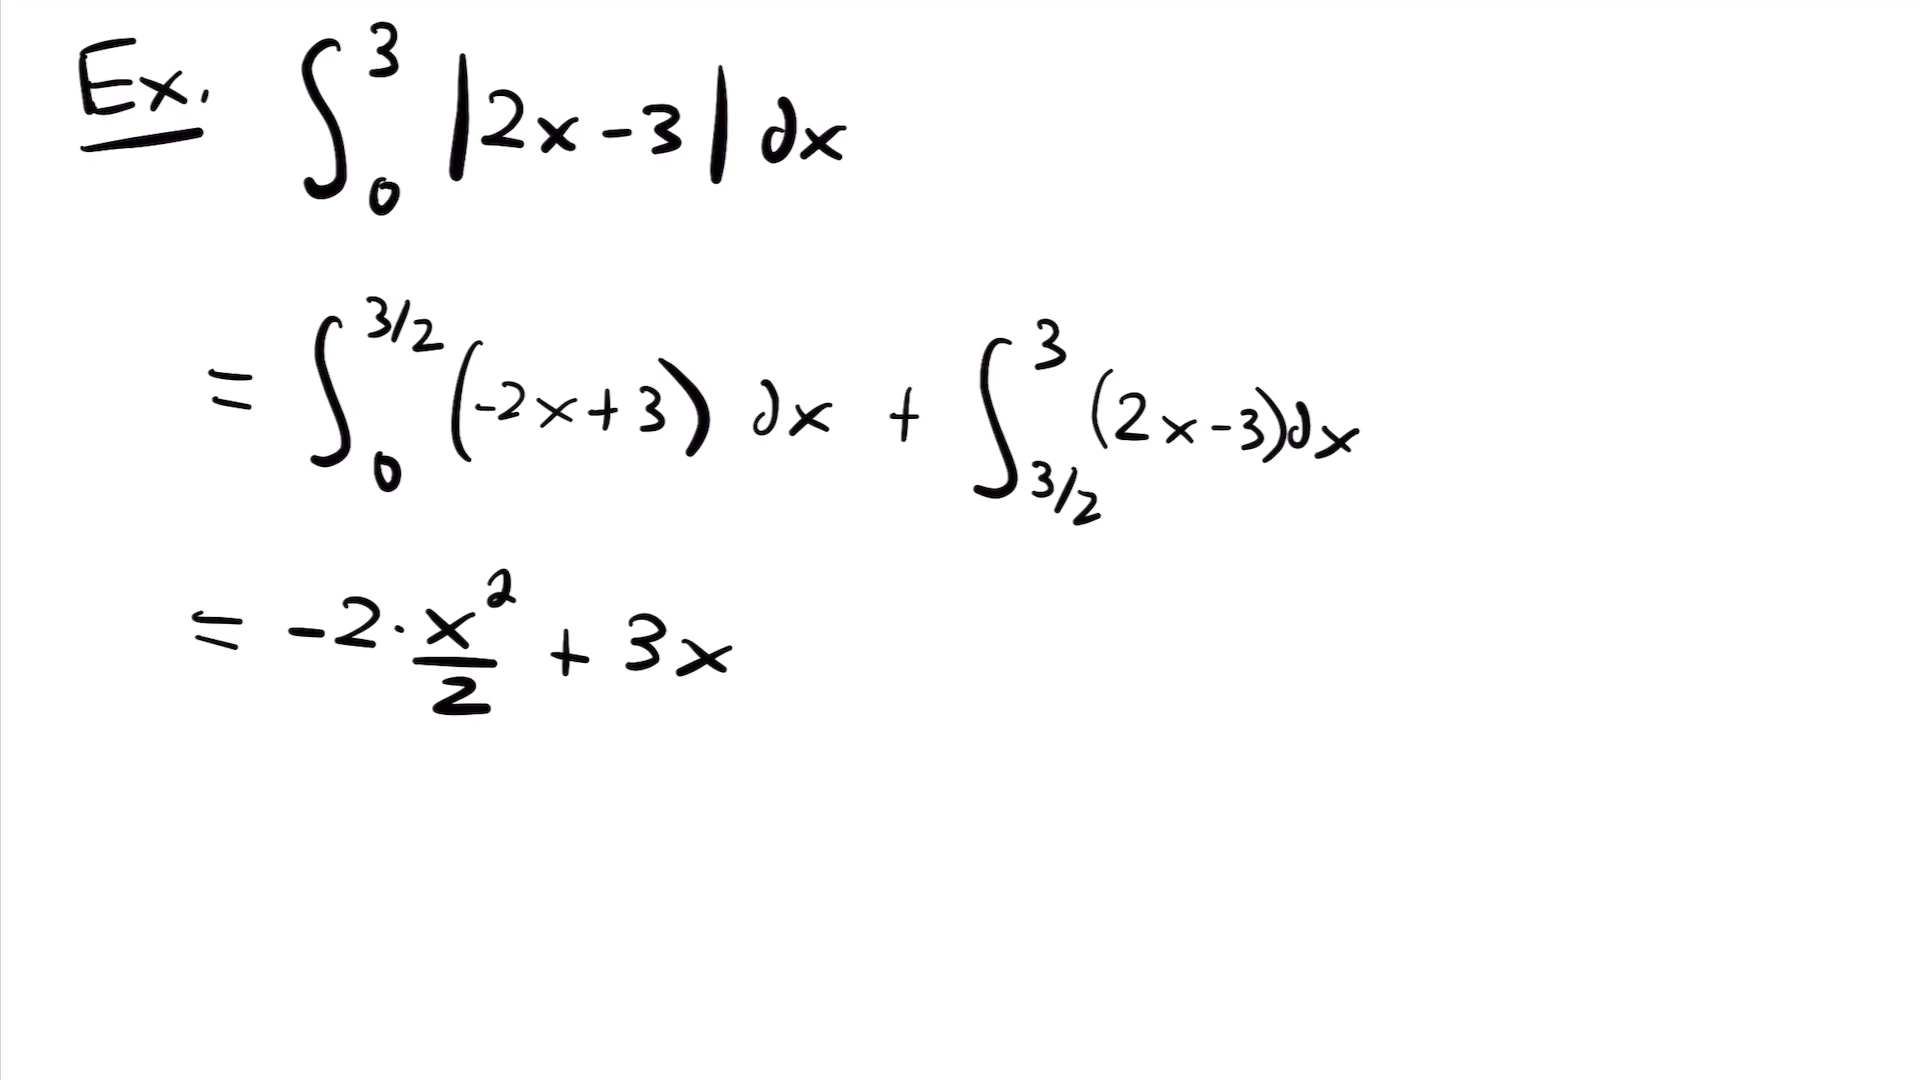 Ex. ∫₀³ |2x-3| dx
= ∫₀^{3/2} (-2x+3) dx + ∫_{3/2}^{3} (2x-3)dx
= -2·x²/2 + 3x